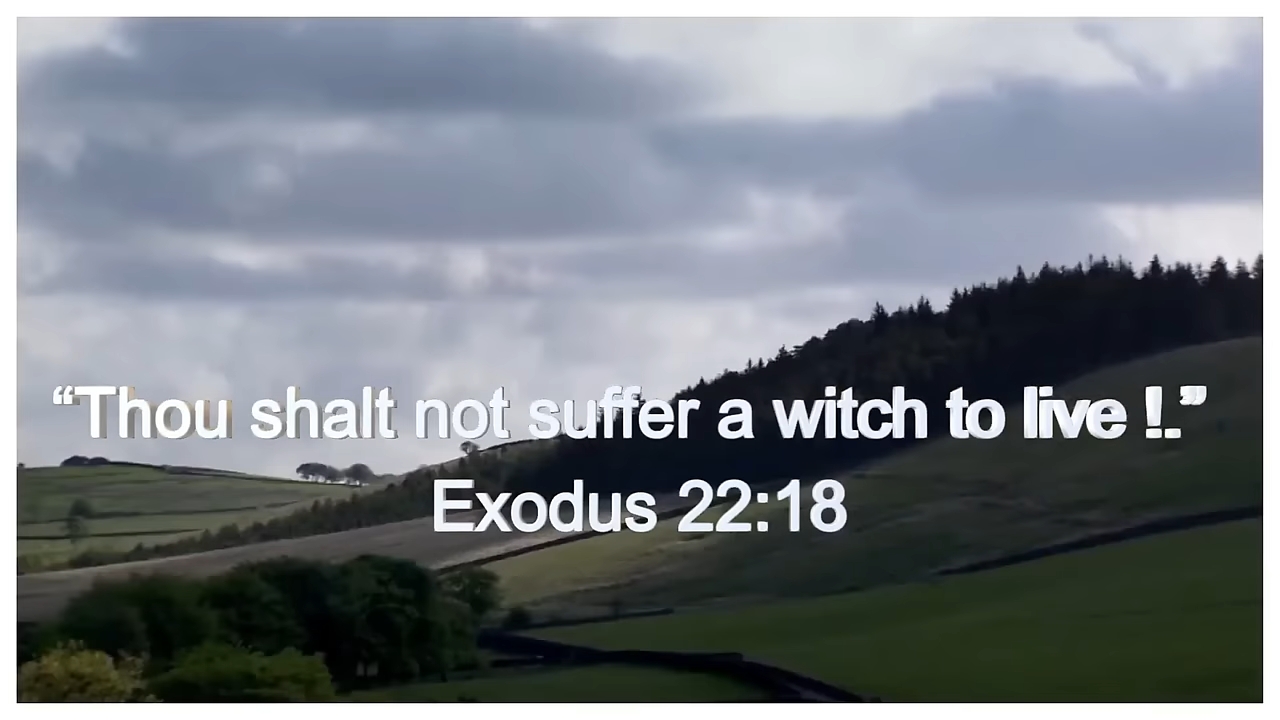 “Thou shalt not suffer a witch to live !.”
Exodus 22:18